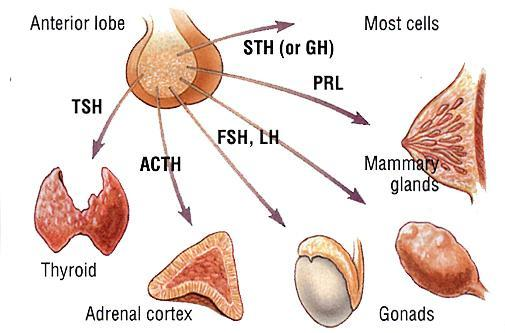 Anterior lobe
Most cells
STH (or GH)
PRL
TSH
FSH, LH
ACTH
Mammary
glands
Thyroid
Adrenal cortex
Gonads